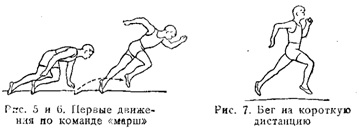 Рис. 5 и 6. Первые движе-
ния по команде «марш»
Рис. 7. Бег на короткую
дистанцию